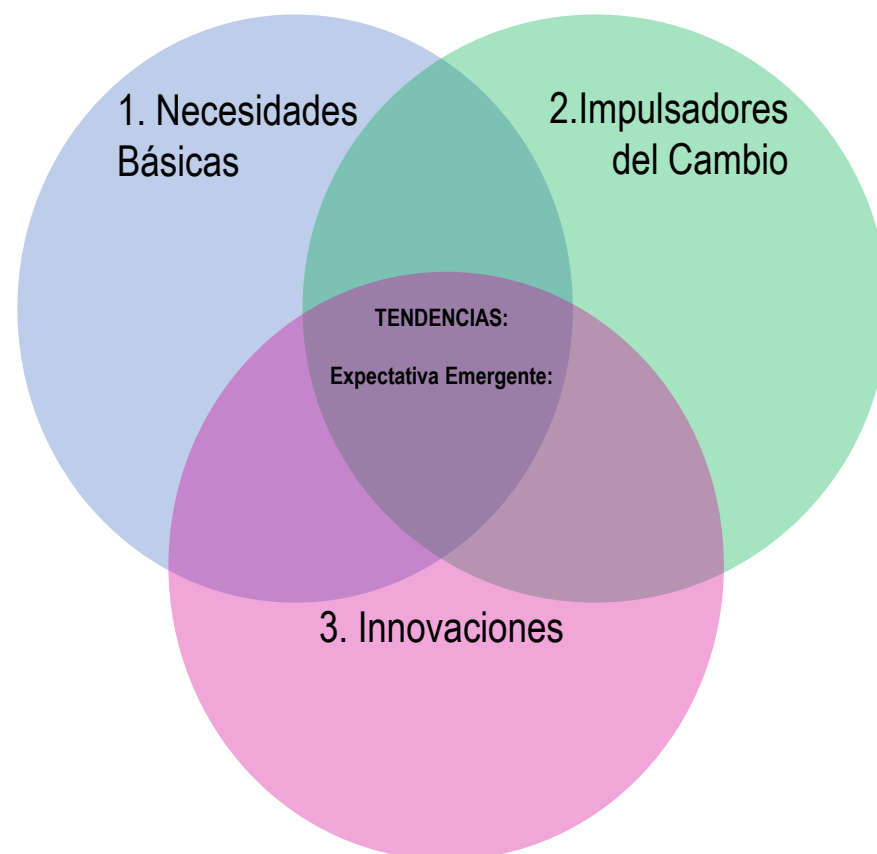 1. Necesidades
Básicas
2.Impulsadores
del Cambio
TENDENCIAS:
Expectativa Emergente:
3. Innovaciones